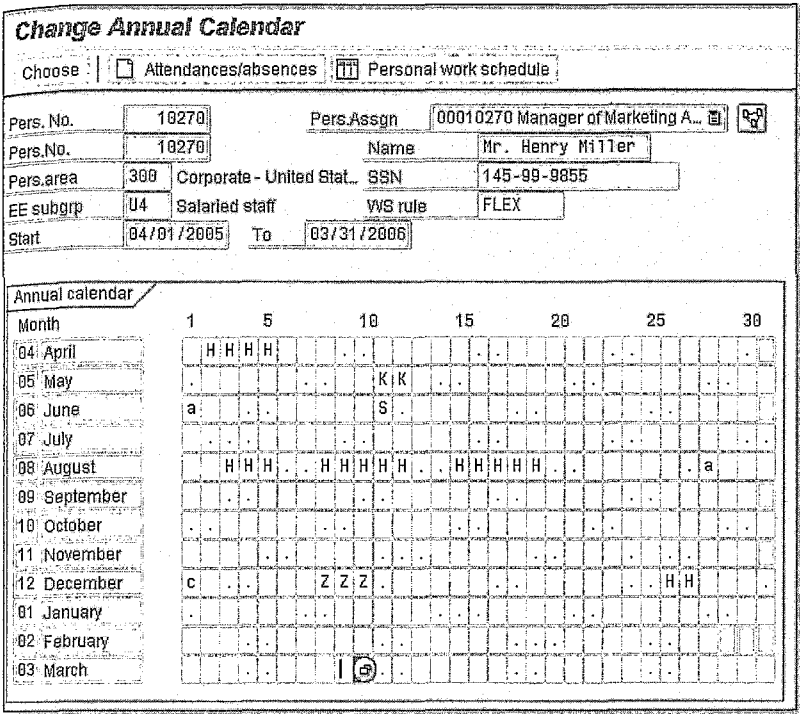 Change Annual Calendar
Choose Attendances/absences Personal work schedule
Pers. No. 10270 Pers.Assgn 00010270 Manager of Marketing A...
Pers.No. 10270 Name Mr. Henry Miller
Pers.area 300 Corporate - United Stat... SSN 145-99-9855
EE subgrp U4 Salaried staff WS rule FLEX
Start 04/01/2005 To 03/31/2006
Annual calendar
Month 1 5 10 15 20 25 30
04 April H H H H . . . . . . .
05 May . . . K K . . . . . .
06 June a . . S . . . . .
07 July . . . . . . . . . .
08 August H H H . . H H H H H . . H H H H H . . . a
09 September . . . . . . . .
10 October . . . . . . . . . .
11 November . . . . . . . .
12 December c . . Z Z Z . . . . . H H .
01 January . . . . . . . . .
02 February . . . . . . . .
03 March . . . . . . . .